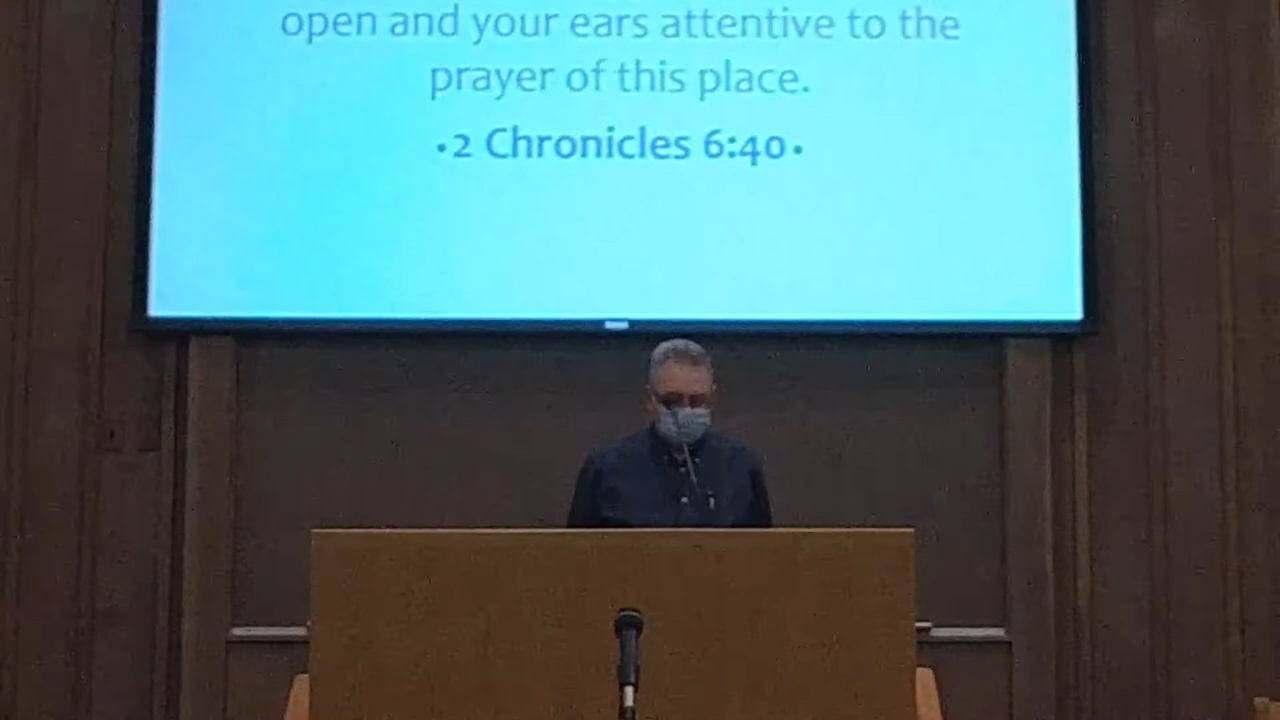 open and your ears attentive to the
prayer of this place.
•2 Chronicles 6:40•